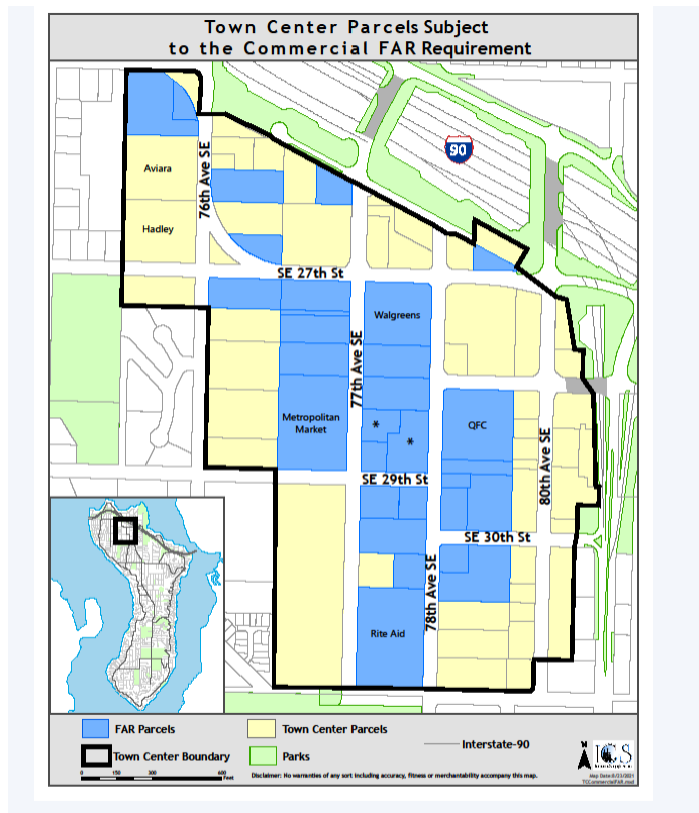 Town Center Parcels Subject
to the Commercial FAR Requirement
90
Aviara
76th Ave SE
Hadley
SE 27th St
Walgreens
77th Ave SE
Metropolitan
Market
*
*
QFC
80th Ave SE
SE 29th St
SE 30th St
78th Ave SE
Rite Aid
FAR Parcels
Town Center Parcels
Interstate-90
Town Center Boundary
Parks
N
0 150 300 600
Feet
Disclaimer: No warranties of any sort; including accuracy, fitness or merchantability accompany this map.